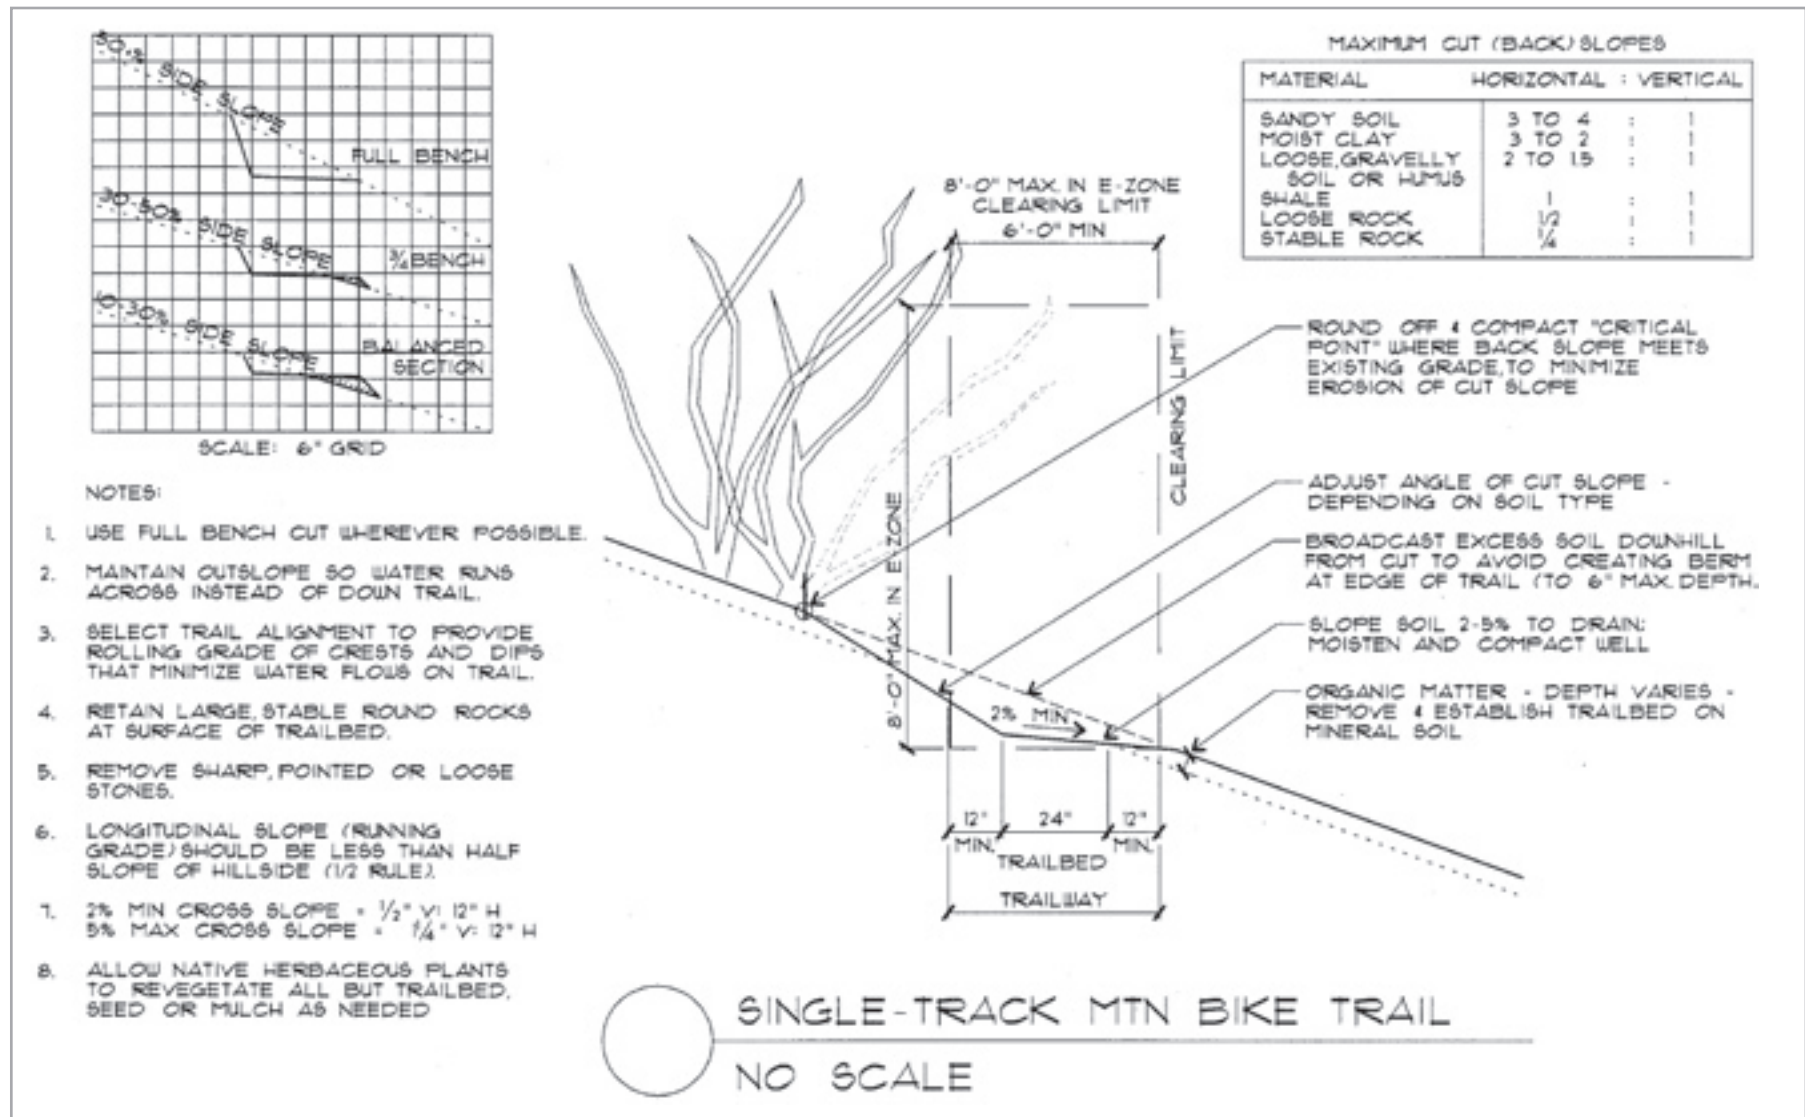 50+% SIDE SLOPE
FULL BENCH
30-50% SIDE SLOPE
3/4 BENCH
10-30% SIDE SLOPE
BALANCED
SECTION
SCALE: 6" GRID
NOTES:
1. USE FULL BENCH CUT WHEREVER POSSIBLE.
2. MAINTAIN OUTSLOPE SO WATER RUNS
ACROSS INSTEAD OF DOWN TRAIL.
3. SELECT TRAIL ALIGNMENT TO PROVIDE
ROLLING GRADE OF CRESTS AND DIPS
THAT MINIMIZE WATER FLOWS ON TRAIL.
4. RETAIN LARGE, STABLE ROUND ROCKS
AT SURFACE OF TRAILBED.
5. REMOVE SHARP, POINTED OR LOOSE
STONES.
6. LONGITUDINAL SLOPE (RUNNING
GRADE) SHOULD BE LESS THAN HALF
SLOPE OF HILLSIDE (1/2 RULE).
7. 2% MIN CROSS SLOPE = 1/2" V: 12" H
5% MAX CROSS SLOPE = V: 12" H
8. ALLOW NATIVE HERBACEOUS PLANTS
TO REVEGETATE ALL BUT TRAILBED,
SEED OR MULCH AS NEEDED
8'-0" MAX. IN E-ZONE
CLEARING LIMIT
6'-0" MIN
8'-0" MAX. IN E-ZONE
CLEARING LIMIT
2% MIN
12" 24" 12"
MIN. MIN.
TRAILBED
TRAILWAY
MAXIMUM CUT (BACK) SLOPES
MATERIAL HORIZONTAL : VERTICAL
SANDY SOIL 3 TO 4 : 1
MOIST CLAY 3 TO 2 : 1
LOOSE, GRAVELLY 2 TO 1.5 : 1
SOIL OR HUMUS
SHALE 1 : 1
LOOSE ROCK 1/2 : 1
STABLE ROCK 1/4 : 1
ROUND OFF & COMPACT "CRITICAL
POINT" WHERE BACK SLOPE MEETS
EXISTING GRADE, TO MINIMIZE
EROSION OF CUT SLOPE
ADJUST ANGLE OF CUT SLOPE -
DEPENDING ON SOIL TYPE
BROADCAST EXCESS SOIL DOWNHILL
FROM CUT TO AVOID CREATING BERM
AT EDGE OF TRAIL (TO 6" MAX. DEPTH.
SLOPE SOIL 2-5% TO DRAIN;
MOISTEN AND COMPACT WELL
ORGANIC MATTER - DEPTH VARIES -
REMOVE & ESTABLISH TRAILBED ON
MINERAL SOIL
SINGLE-TRACK MTN BIKE TRAIL
NO SCALE